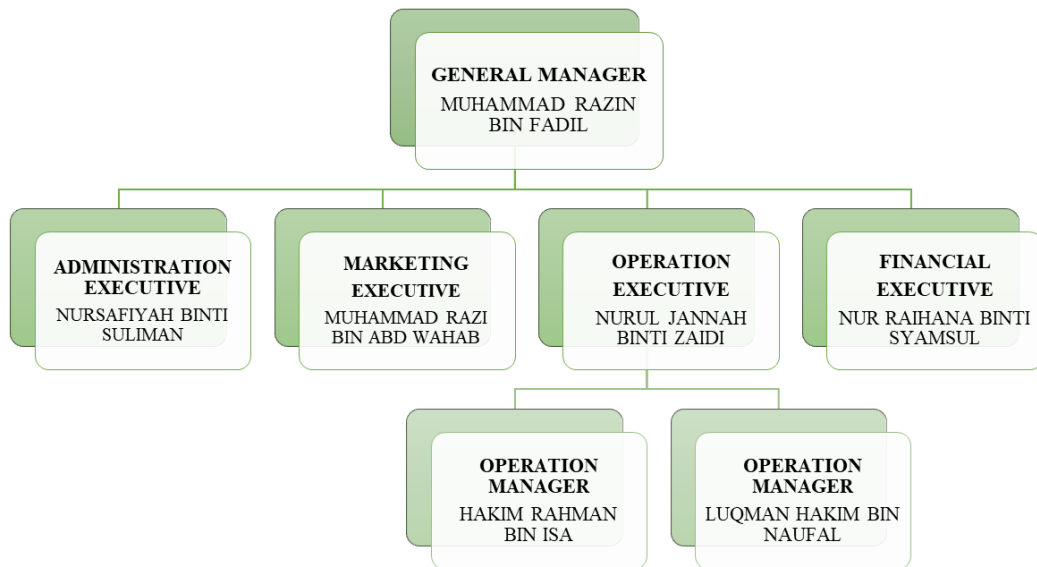 GENERAL MANAGER
MUHAMMAD RAZIN
BIN FADIL
ADMINISTRATION
EXECUTIVE
NURSAFIYAH BINTI
SULIMAN
MARKETING
EXECUTIVE
MUHAMMAD RAZI
BIN ABD WAHAB
OPERATION
EXECUTIVE
NURUL JANNAH
BINTI ZAIDI
FINANCIAL
EXECUTIVE
NUR RAIHANA BINTI
SYAMSUL
OPERATION
MANAGER
HAKIM RAHMAN
BIN ISA
OPERATION
MANAGER
LUQMAN HAKIM BIN
NAUFAL